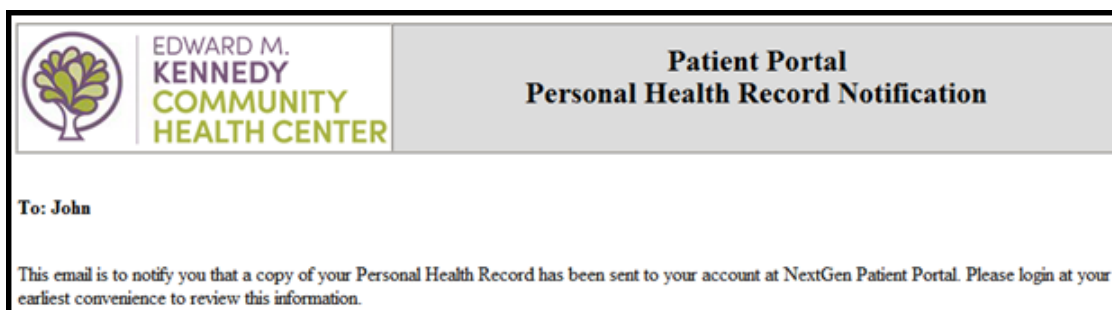 EDWARD M.
KENNEDY
COMMUNITY
HEALTH CENTER
Patient Portal
Personal Health Record Notification
To: John
This email is to notify you that a copy of your Personal Health Record has been sent to your account at NextGen Patient Portal. Please login at your
earliest convenience to review this information.